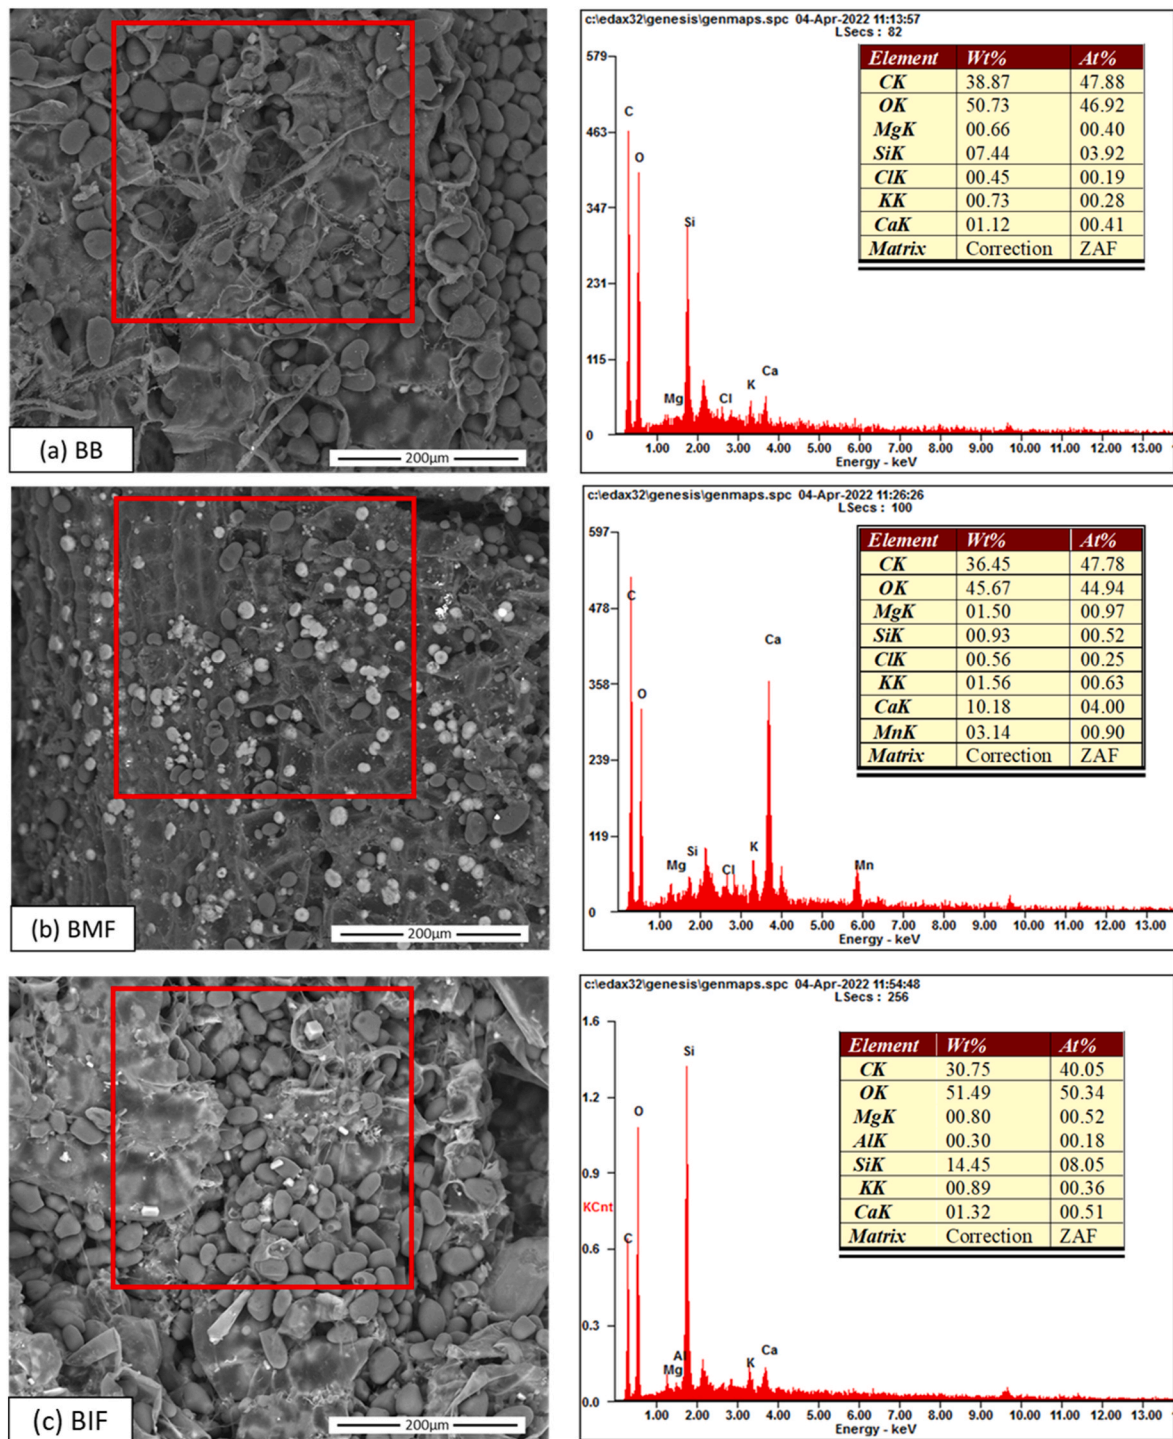 c:\edax32\genesis\genmaps.spc 04-Apr-2022 11:13:57
LSecs : 82
579
463
347
231
115
0
C
O
Si
Mg
Cl
K
Ca
Element Wt% At%
CK 38.87 47.88
OK 50.73 46.92
MgK 00.66 00.40
SiK 07.44 03.92
ClK 00.45 00.19
KK 00.73 00.28
CaK 01.12 00.41
Matrix Correction ZAF
1.00 2.00 3.00 4.00 5.00 6.00 7.00 8.00 9.00 10.00 11.00 12.00 13.00
Energy - keV
(a) BB
200µm
c:\edax32\genesis\genmaps.spc 04-Apr-2022 11:26:26
LSecs : 100
597
478
358
239
119
0
C
O
Mg
Si
Cl
K
Ca
Mn
Element Wt% At%
CK 36.45 47.78
OK 45.67 44.94
MgK 01.50 00.97
SiK 00.93 00.52
ClK 00.56 00.25
KK 01.56 00.63
CaK 10.18 04.00
MnK 03.14 00.90
Matrix Correction ZAF
1.00 2.00 3.00 4.00 5.00 6.00 7.00 8.00 9.00 10.00 11.00 12.00 13.00
Energy - keV
(b) BMF
200µm
c:\edax32\genesis\genmaps.spc 04-Apr-2022 11:54:48
LSecs : 256
1.6
1.2
0.9
KCnt
0.6
0.3
0.0
C
O
Mg
Al
Si
K
Ca
Element Wt% At%
CK 30.75 40.05
OK 51.49 50.34
MgK 00.80 00.52
AlK 00.30 00.18
SiK 14.45 08.05
KK 00.89 00.36
CaK 01.32 00.51
Matrix Correction ZAF
1.00 2.00 3.00 4.00 5.00 6.00 7.00 8.00 9.00 10.00 11.00 12.00 13.00
Energy - keV
(c) BIF
200µm